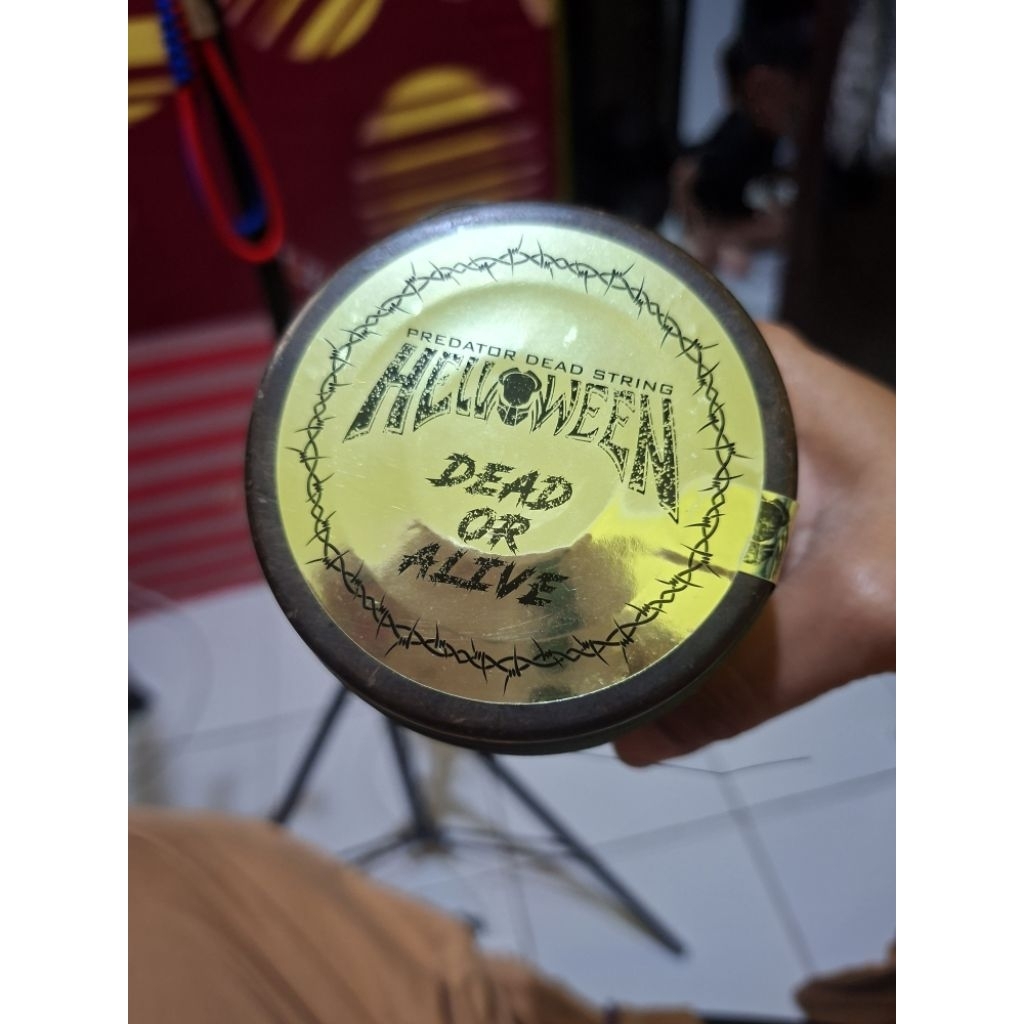 PREDATOR DEAD STRING
HELLOWEEN
DEAD
OR
ALIVE